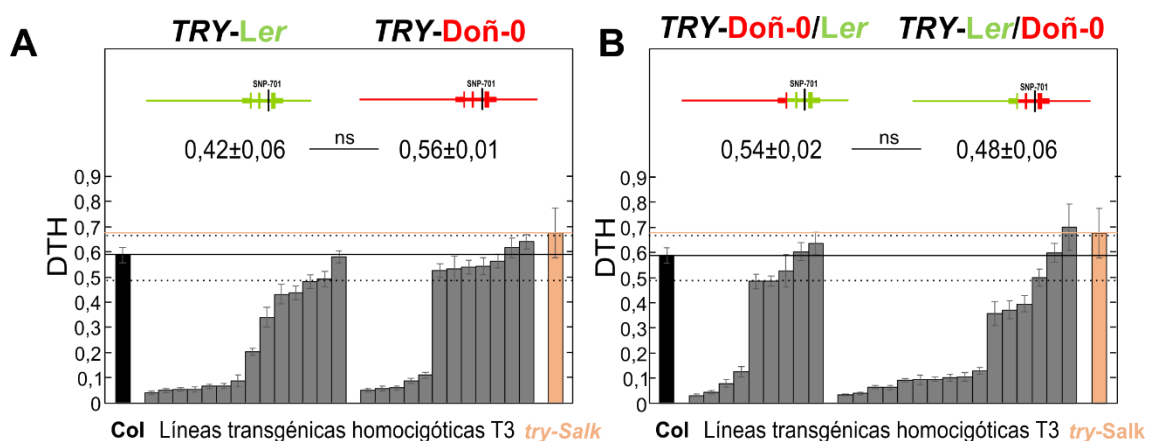 A
TRY-Ler
TRY-Doñ-0
SNP-701
SNP-701
0,42±0,06
ns
0,56±0,01
DTH
0,9
0,8
0,7
0,6
0,5
0,4
0,3
0,2
0,1
0
Col
Líneas transgénicas homocigóticas T3
try-Salk
B
TRY-Doñ-0/Ler
TRY-Ler/Doñ-0
SNP-701
SNP-701
0,54±0,02
ns
0,48±0,06
DTH
0,9
0,8
0,7
0,6
0,5
0,4
0,3
0,2
0,1
0
Col
Líneas transgénicas homocigóticas T3
try-Salk